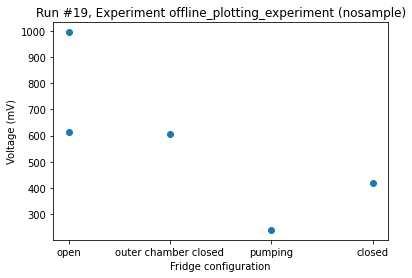 Run #19, Experiment offline_plotting_experiment (nosample)
1000
900
800
700
600
500
400
300
Voltage (mV)
open outer chamber closed pumping closed
Fridge configuration